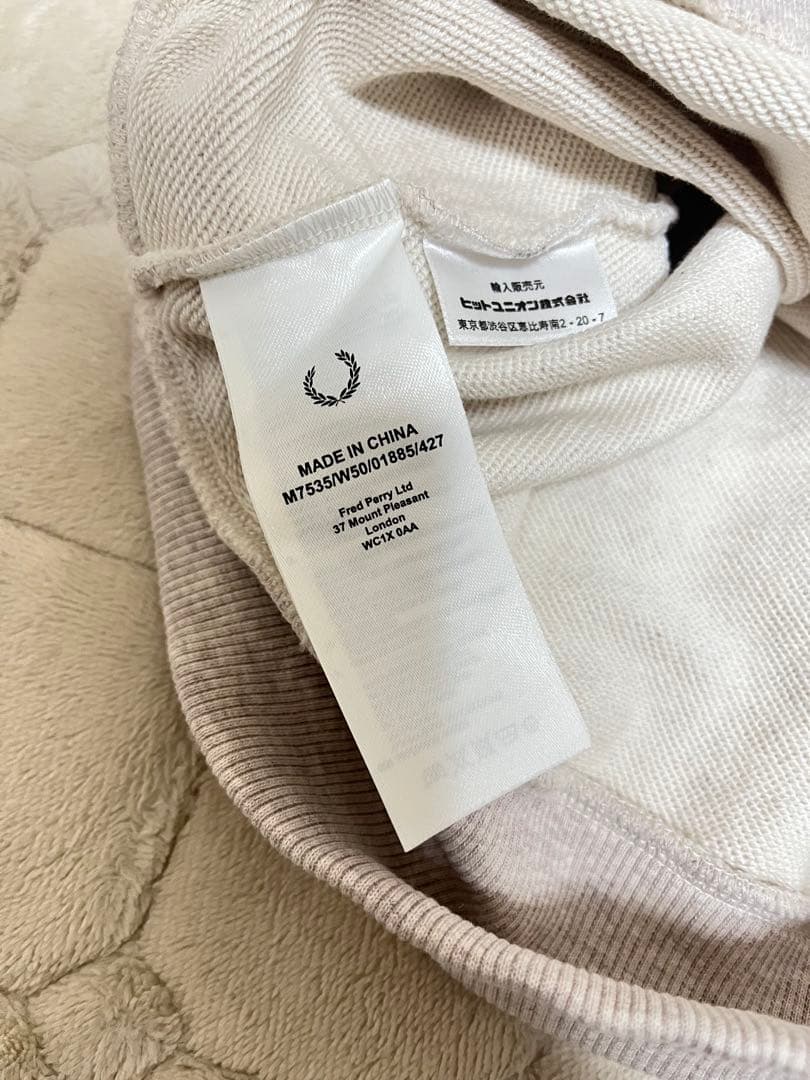 輸入販売元
ヒットユニオン株式会社
東京都渋谷区恵比寿南2-20-7
MADE IN CHINA
M7535/W50/01885/427
Fred Perry Ltd
37 Mount Pleasant
London
WC1X 0AA